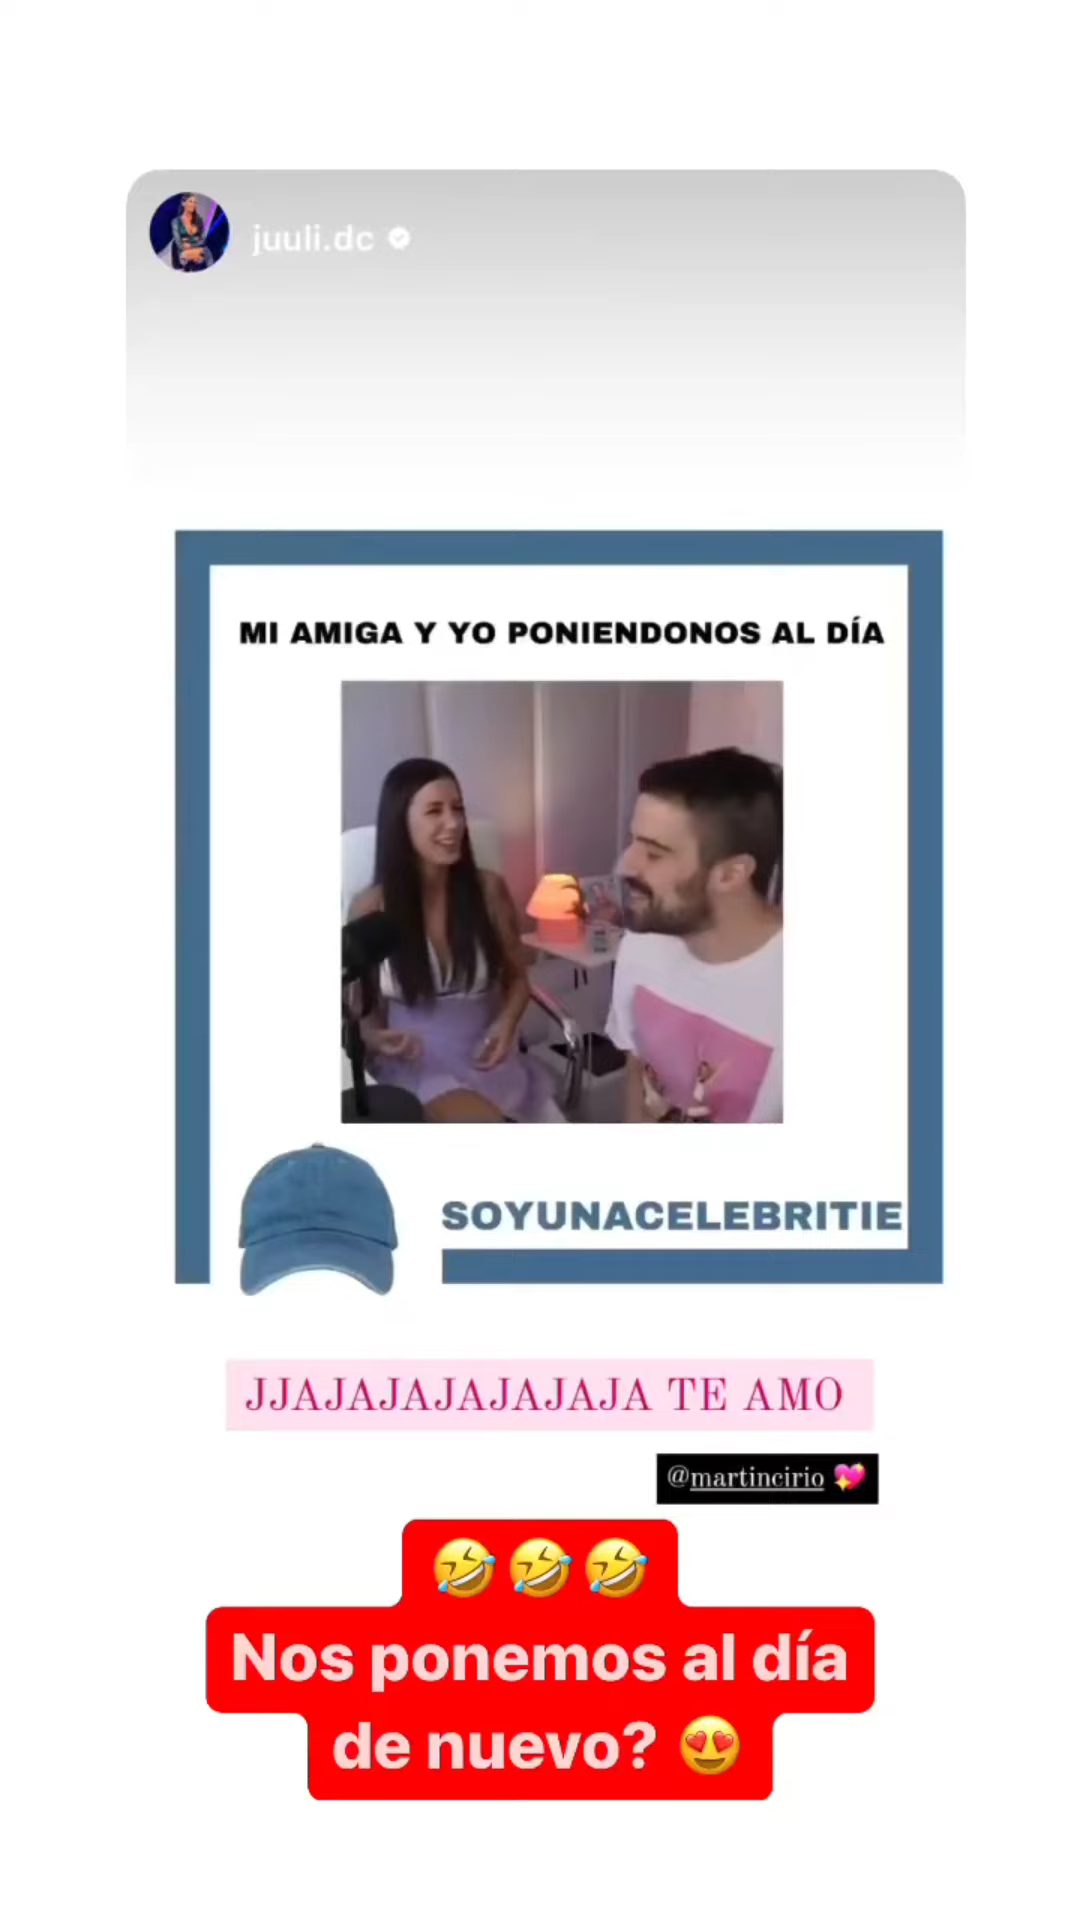 juuli.dc
MI AMIGA Y YO PONIENDONOS AL DÍA
SOYUNACELEBRITIE
JJAJAJAJAJAJAJA TE AMO
@martincirio 💖
🤣🤣🤣
Nos ponemos al día
de nuevo? 😍